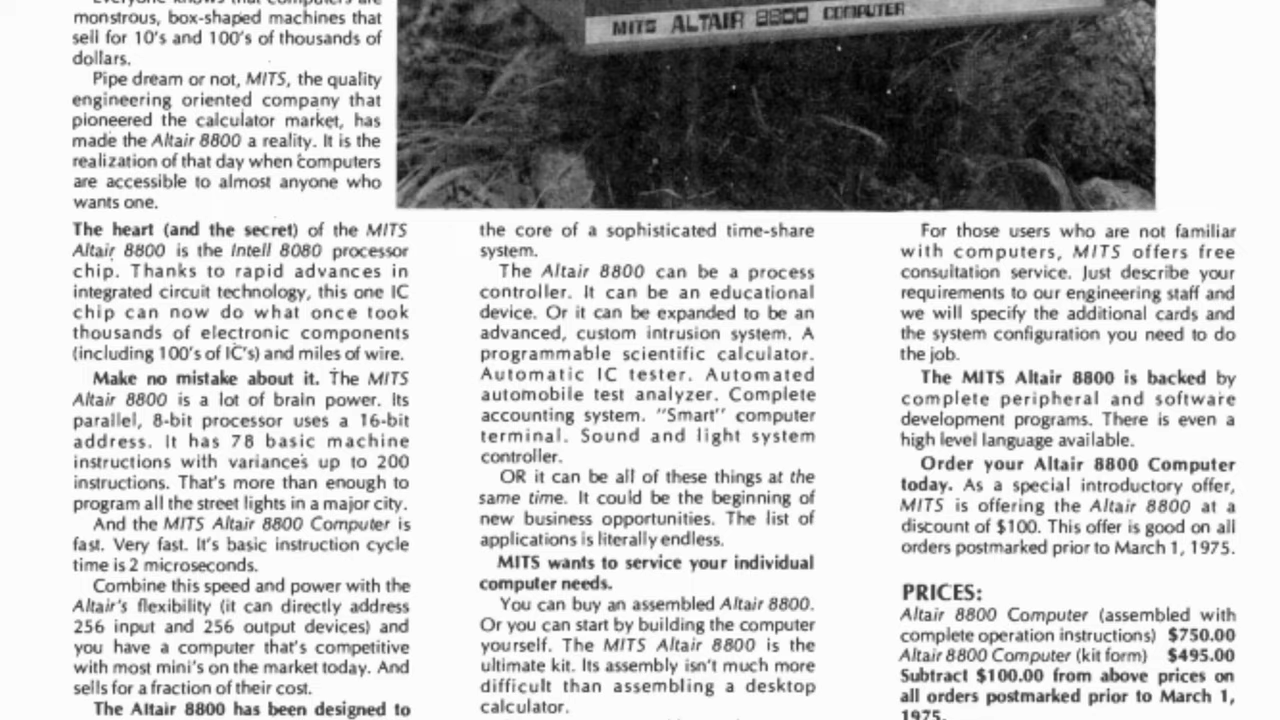 Everyone knows that computers are
monstrous, box-shaped machines that
sell for 10's and 100's of thousands of
dollars.
Pipe dream or not, MITS, the quality
engineering oriented company that
pioneered the calculator market, has
made the Altair 8800 a reality. It is the
realization of that day when computers
are accessible to almost anyone who
wants one.
MITS ALTAIR 8800 COMPUTER
The heart (and the secret) of the MITS
Altair 8800 is the Intell 8080 processor
chip. Thanks to rapid advances in
integrated circuit technology, this one IC
chip can now do what once took
thousands of electronic components
(including 100's of IC's) and miles of wire.
Make no mistake about it. The MITS
Altair 8800 is a lot of brain power. Its
parallel, 8-bit processor uses a 16-bit
address. It has 78 basic machine
instructions with variances up to 200
instructions. That's more than enough to
program all the street lights in a major city.
And the MITS Altair 8800 Computer is
fast. Very fast. It's basic instruction cycle
time is 2 microseconds.
Combine this speed and power with the
Altair's flexibility (it can directly address
256 input and 256 output devices) and
you have a computer that's competitive
with most mini's on the market today. And
sells for a fraction of their cost.
The Altair 8800 has been designed to
the core of a sophisticated time-share
system.
The Altair 8800 can be a process
controller. It can be an educational
device. Or it can be expanded to be an
advanced, custom intrusion system. A
programmable scientific calculator.
Automatic IC tester. Automated
automobile test analyzer. Complete
accounting system. "Smart" computer
terminal. Sound and light system
controller.
OR it can be all of these things at the
same time. It could be the beginning of
new business opportunities. The list of
applications is literally endless.
MITS wants to service your individual
computer needs.
You can buy an assembled Altair 8800.
Or you can start by building the computer
yourself. The MITS Altair 8800 is the
ultimate kit. Its assembly isn't much more
difficult than assembling a desktop
calculator.
For those users who are not familiar
with computers, MITS offers free
consultation service. Just describe your
requirements to our engineering staff and
we will specify the additional cards and
the system configuration you need to do
the job.
The MITS Altair 8800 is backed by
complete peripheral and software
development programs. There is even a
high level language available.
Order your Altair 8800 Computer
today. As a special introductory offer,
MITS is offering the Altair 8800 at a
discount of $100. This offer is good on all
orders postmarked prior to March 1, 1975.
PRICES:
Altair 8800 Computer (assembled with
complete operation instructions) $750.00
Altair 8800 Computer (kit form) $495.00
Subtract $100.00 from above prices on
all orders postmarked prior to March 1,
1975.